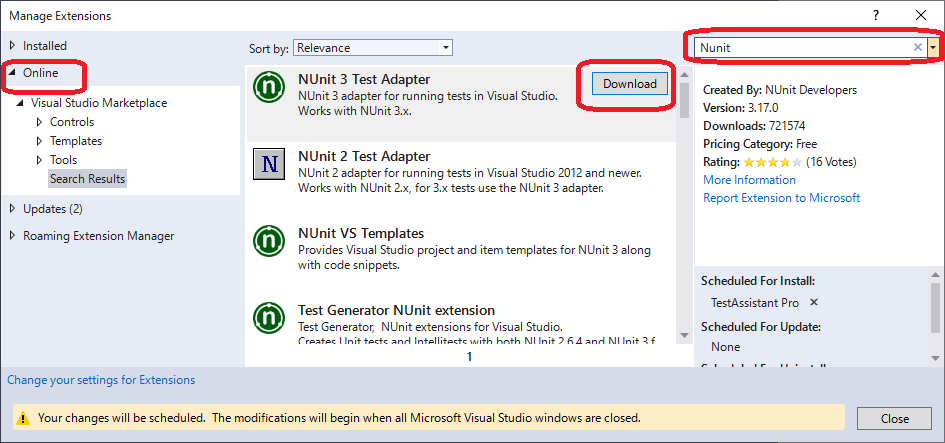 Manage Extensions
?
Installed
Online
Visual Studio Marketplace
Controls
Templates
Tools
Search Results
Updates (2)
Roaming Extension Manager
Sort by: Relevance
NUnit 3 Test Adapter
NUnit 3 adapter for running tests in Visual Studio.
Works with NUnit 3.x.
Download
N
NUnit 2 Test Adapter
NUnit 2 adapter for running tests in Visual Studio 2012 and newer.
Works with NUnit 2.x, for 3.x tests use the NUnit 3 adapter.
n
NUnit VS Templates
Provides Visual Studio project and item templates for NUnit 3 along
with code snippets.
n
Test Generator NUnit extension
Test Generator, NUnit extensions for Visual Studio.
Creates Unit tests and Intellitests with both NUnit 2.6.4 and NUnit 3 f
1
Nunit
Created By: NUnit Developers
Version: 3.17.0
Downloads: 721574
Pricing Category: Free
Rating: (16 Votes)
More Information
Report Extension to Microsoft
Scheduled For Install:
TestAssistant Pro
Scheduled For Update:
None
Scheduled For Uninstall:
Change your settings for Extensions
Your changes will be scheduled. The modifications will begin when all Microsoft Visual Studio windows are closed.
Close